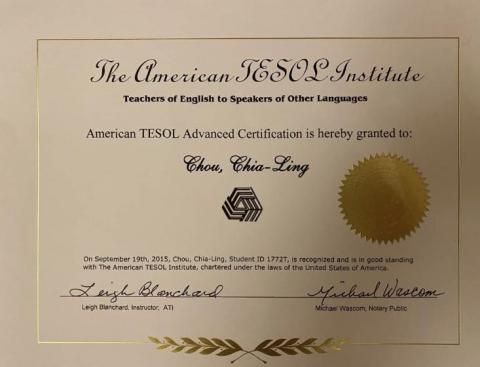 The American TESOL Institute
Teachers of English to Speakers of Other Languages
American TESOL Advanced Certification is hereby granted to:
Chou, Chia-Ling
On September 19th, 2015, Chou, Chia-Ling, Student ID 1772T, is recognized and is in good standing
with The American TESOL Institute, chartered under the laws of the United States of America.
Leigh Blanchard Michael Wascom
Leigh Blanchard, Instructor, ATI Michael Wascom, Notary Public